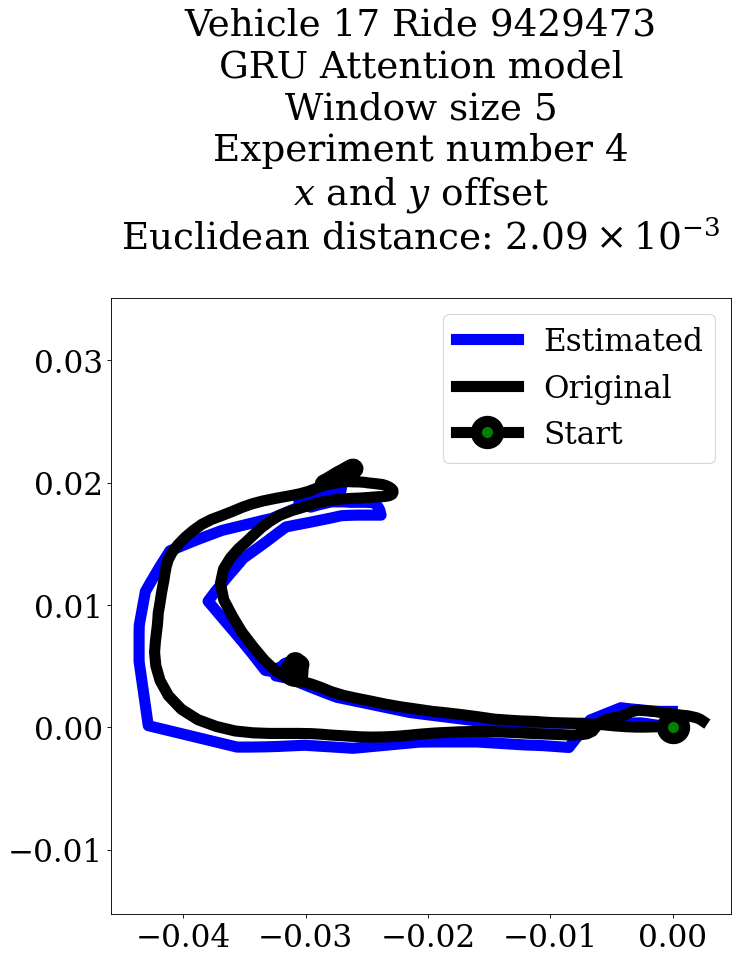 Vehicle 17 Ride 9429473
GRU Attention model
Window size 5
Experiment number 4
x and y offset
Euclidean distance: 2.09 × 10⁻³
Estimated
Original
Start
0.03
0.02
0.01
0.00
−0.01
−0.04 −0.03 −0.02 −0.01 0.00